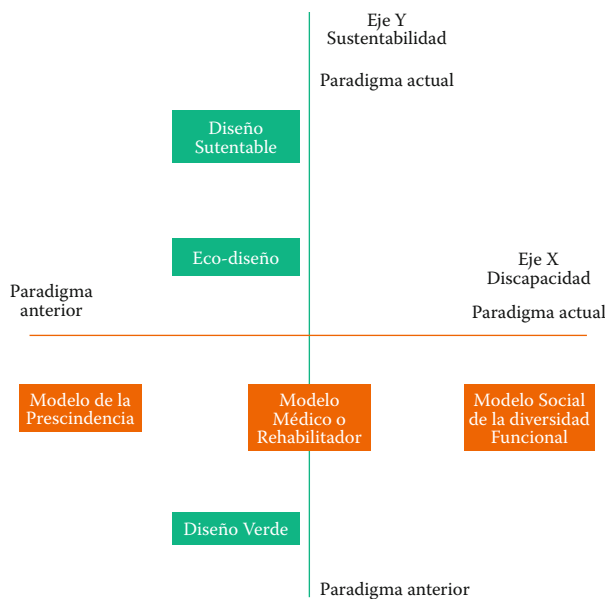 Eje Y
Sustentabilidad
Paradigma actual
Diseño
Sutentable
Eco-diseño
Eje X
Discapacidad
Paradigma
anterior
Paradigma actual
Modelo de la
Prescindencia
Modelo
Médico o
Rehabilitador
Modelo Social
de la diversidad
Funcional
Diseño Verde
Paradigma anterior